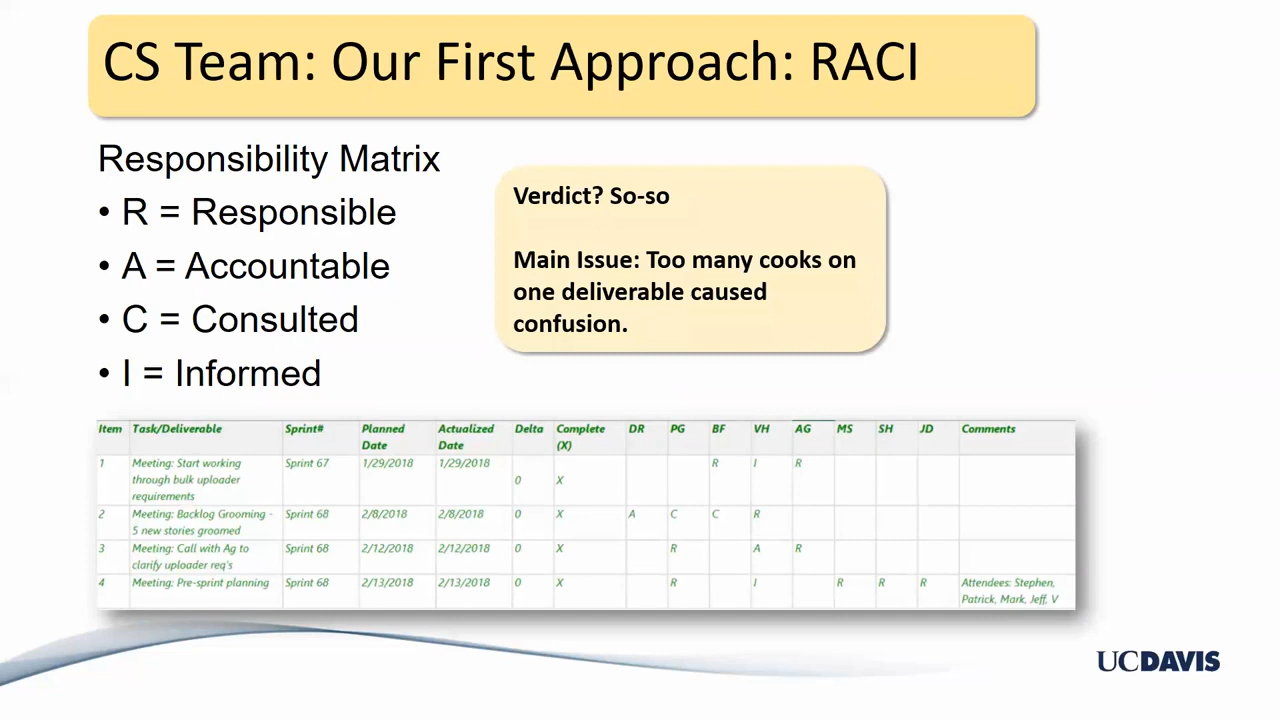 CS Team: Our First Approach: RACI
Responsibility Matrix
• R = Responsible
• A = Accountable
• C = Consulted
• I = Informed
Verdict? So-so
Main Issue: Too many cooks on
one deliverable caused
confusion.
Item Task/Deliverable Sprint# Planned Date Actualized Date Delta Complete (X) DR PG BF VH AG MS SH JD Comments
1 Meeting: Start working through bulk uploader requirements Sprint 67 1/29/2018 1/29/2018 0 X R I R
2 Meeting: Backlog Grooming - 5 new stories groomed Sprint 68 2/8/2018 2/8/2018 0 X A C C R
3 Meeting: Call with Ag to clarify uploader req's Sprint 68 2/12/2018 2/12/2018 0 X R A R
4 Meeting: Pre-sprint planning Sprint 68 2/13/2018 2/13/2018 0 X R I R R R Attendees: Stephen, Patrick, Mark, Jeff, V
UCDAVIS